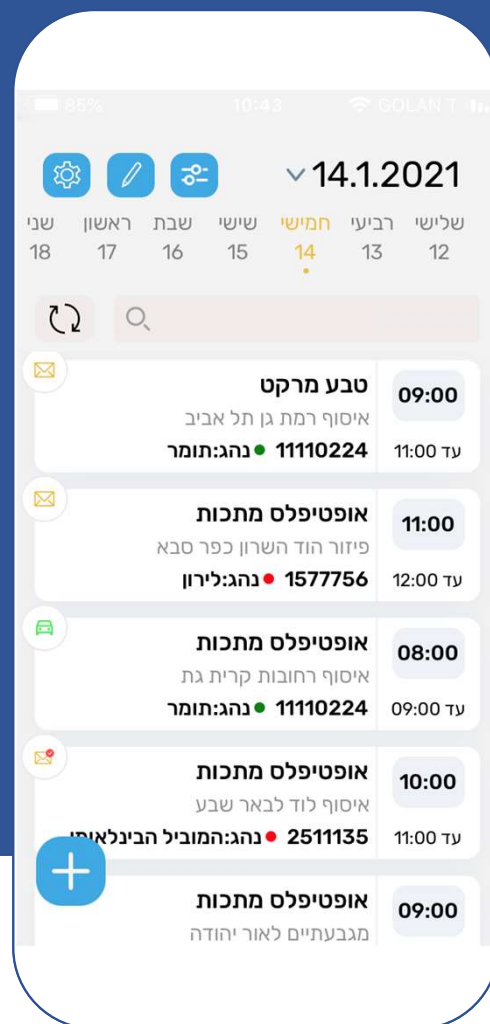 85% 10:43 GOLAN T
14.1.2021
שלישי רביעי חמישי שישי שבת ראשון שני
12 13 14 15 16 17 18
09:00 טבע מרקט
איסוף רמת גן תל אביב
עד 11:00 11110224 נהג:תומר
11:00 אופטיפלס מתכות
פיזור הוד השרון כפר סבא
עד 12:00 1577756 נהג:לירון
08:00 אופטיפלס מתכות
איסוף רחובות קרית גת
עד 09:00 11110224 נהג:תומר
10:00 אופטיפלס מתכות
איסוף לוד לבאר שבע
עד 11:00 2511135 נהג:המוביל הבינלאומי
09:00 אופטיפלס מתכות
מגבעתיים לאור יהודה